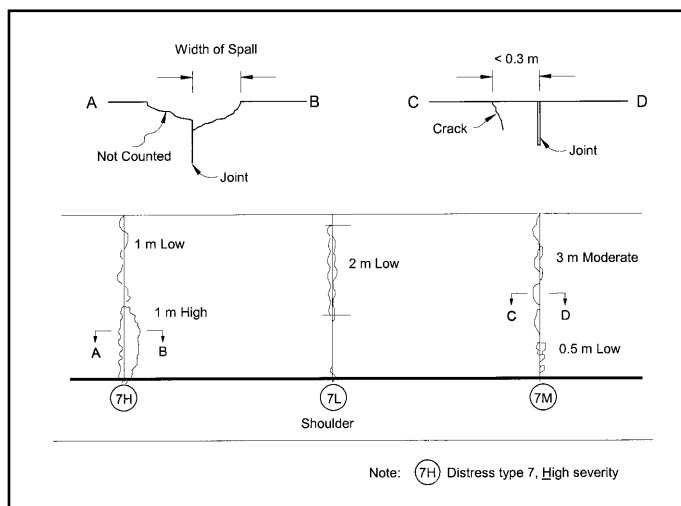 Width of Spall
< 0.3 m
A
B
C
D
Crack
Not Counted
Joint
Joint
1 m Low
2 m Low
3 m Moderate
1 m High
A
B
C
D
0.5 m Low
7H
7L
7M
Shoulder
Note: 7H Distress type 7, High severity